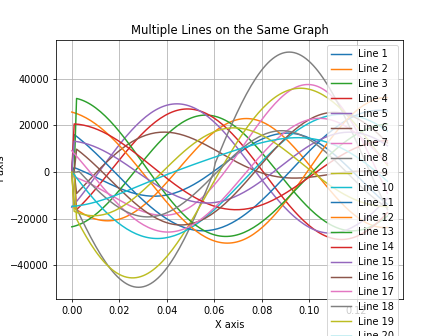 Multiple Lines on the Same Graph
40000
20000
0
−20000
−40000
0.00
0.02
0.04
0.06
0.08
0.10
X axis
Line 1
Line 2
Line 3
Line 4
Line 5
Line 6
Line 7
Line 8
Line 9
Line 10
Line 11
Line 12
Line 13
Line 14
Line 15
Line 16
Line 17
Line 18
Line 19
Line 20